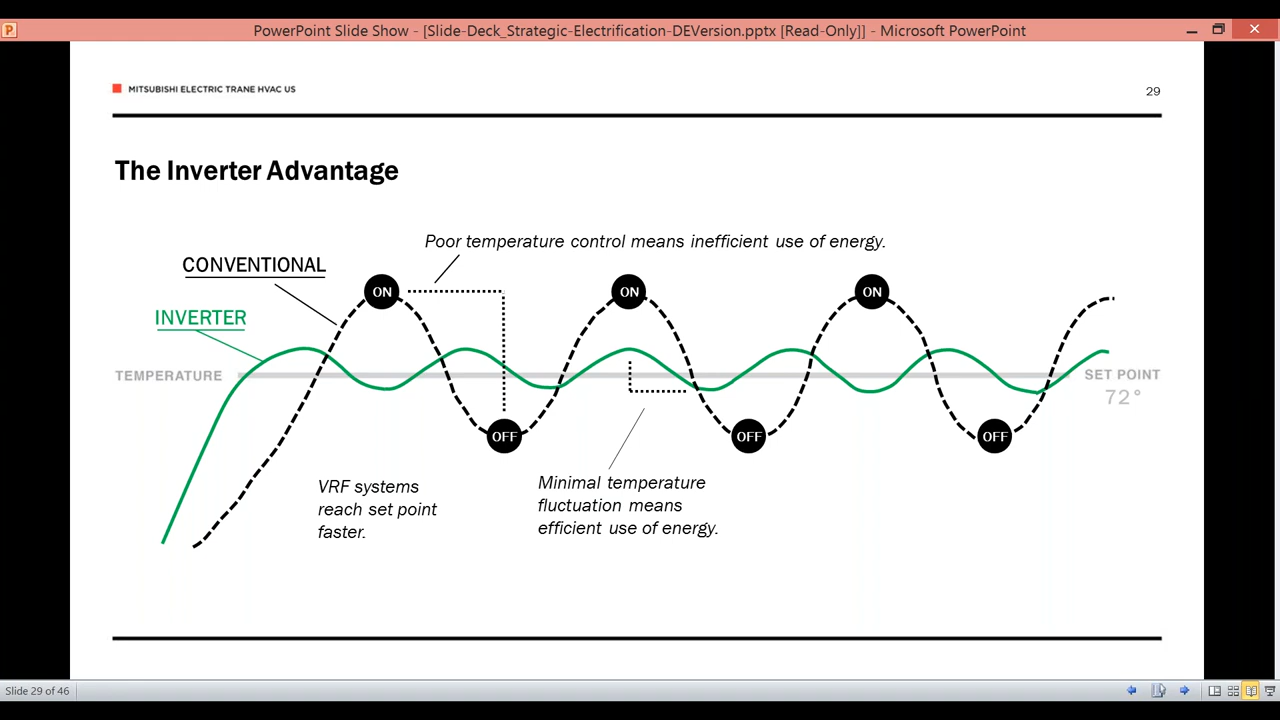 PowerPoint Slide Show - [Slide-Deck_Strategic-Electrification-DEVersion.pptx [Read-Only]] - Microsoft PowerPoint
MITSUBISHI ELECTRIC TRANE HVAC US
29
The Inverter Advantage
Poor temperature control means inefficient use of energy.
CONVENTIONAL
ON
ON
ON
INVERTER
TEMPERATURE
SET POINT
72°
OFF
OFF
OFF
VRF systems
reach set point
faster.
Minimal temperature
fluctuation means
efficient use of energy.
Slide 29 of 46